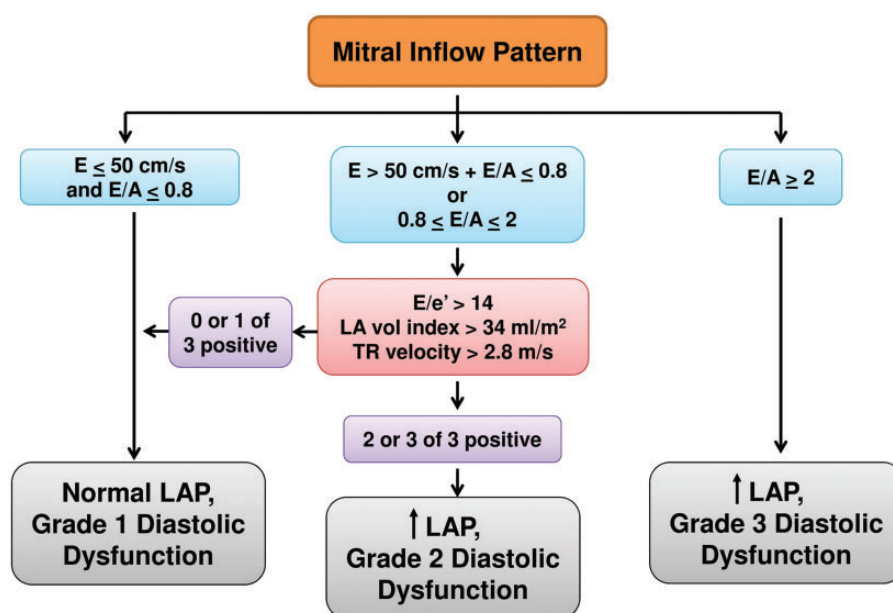 Mitral Inflow Pattern
E ≤ 50 cm/s
and E/A ≤ 0.8
E > 50 cm/s + E/A ≤ 0.8
or
0.8 ≤ E/A ≤ 2
E/A ≥ 2
E/e’ > 14
LA vol index > 34 ml/m²
TR velocity > 2.8 m/s
0 or 1 of
3 positive
2 or 3 of 3 positive
Normal LAP,
Grade 1 Diastolic
Dysfunction
↑ LAP,
Grade 2 Diastolic
Dysfunction
↑ LAP,
Grade 3 Diastolic
Dysfunction